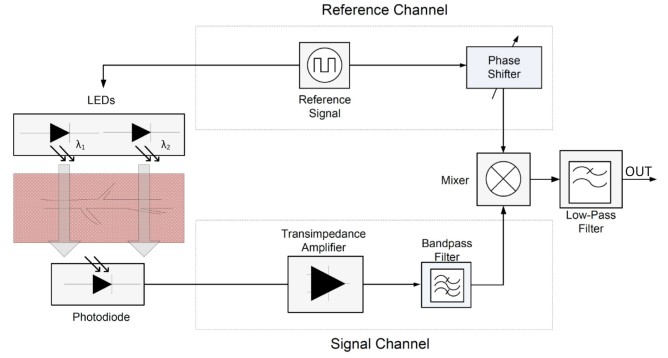 Reference Channel
Phase
Shifter
LEDs
Reference
Signal
λ1
λ2
Mixer
OUT
Low-Pass
Filter
Transimpedance
Amplifier
Bandpass
Filter
Photodiode
Signal Channel